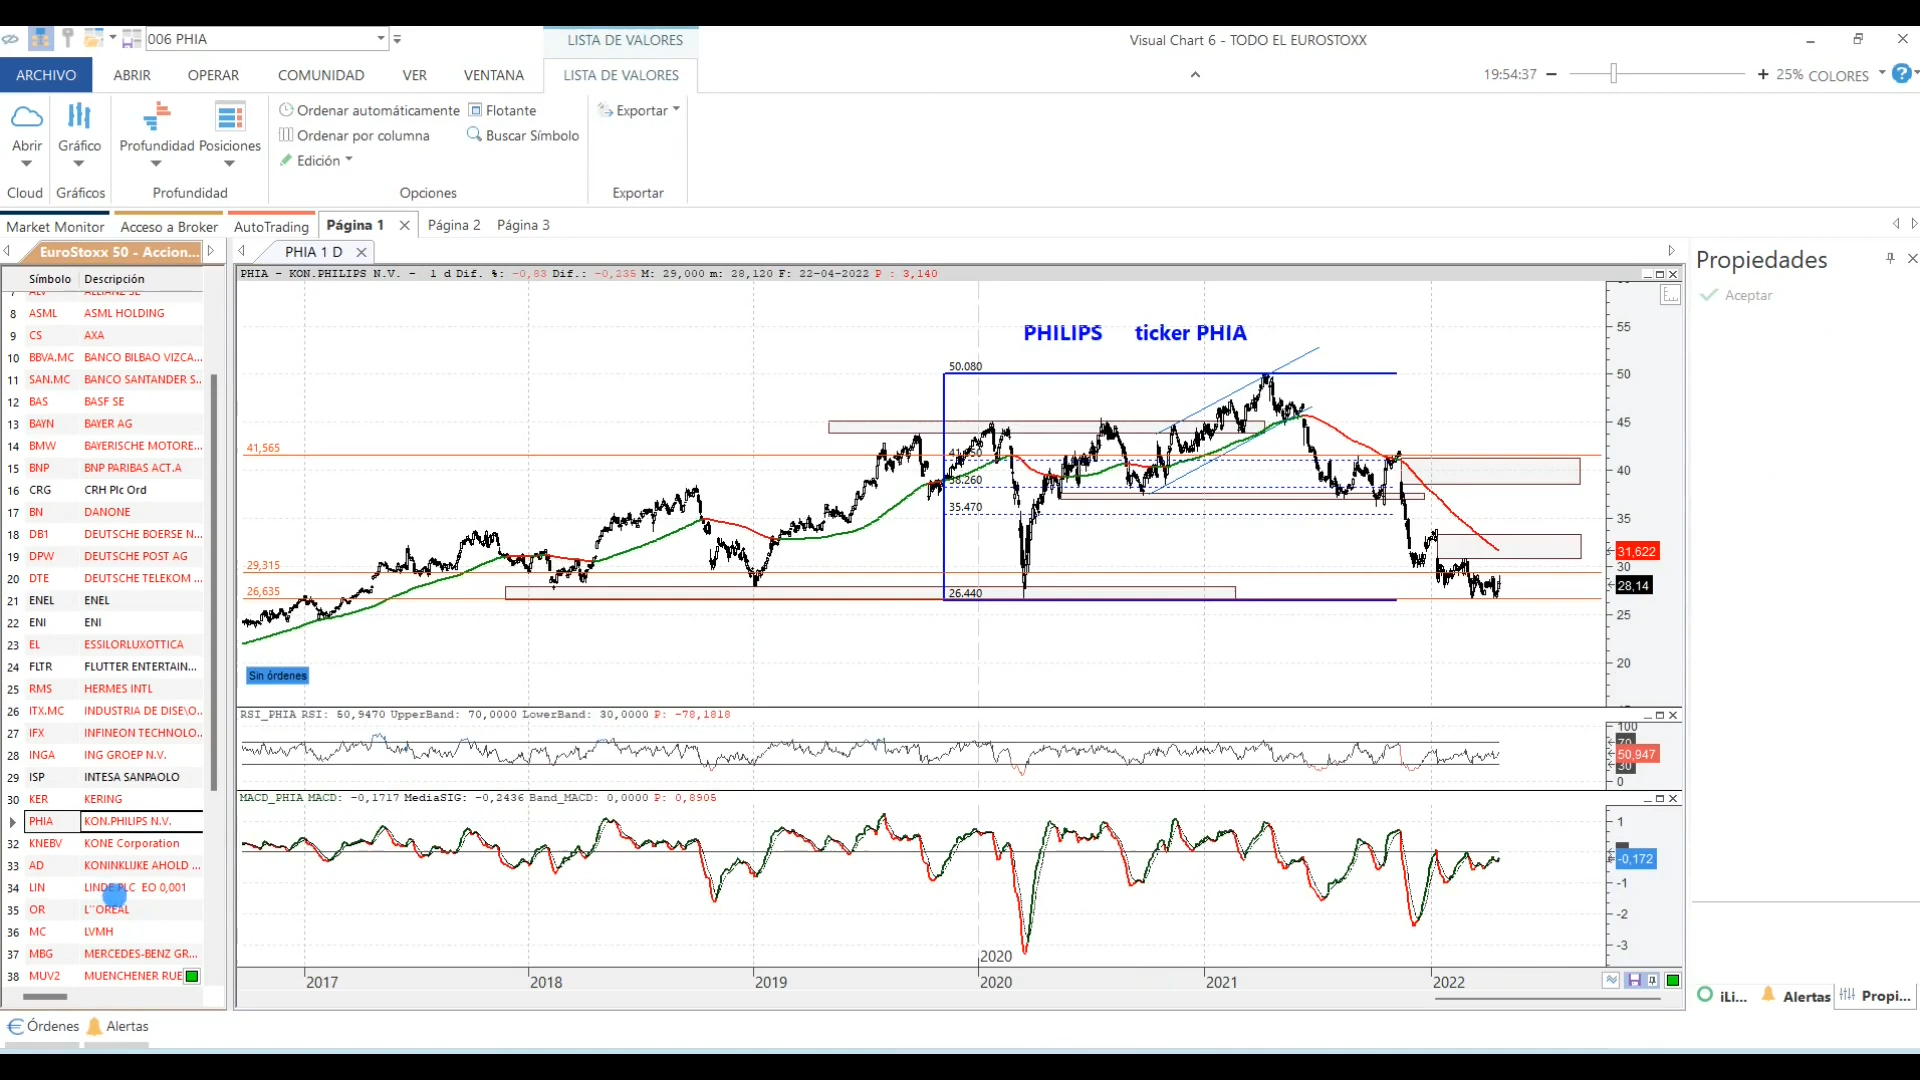 006 PHIA
LISTA DE VALORES
Visual Chart 6 - TODO EL EUROSTOXX
ARCHIVO
ABRIR
OPERAR
COMUNIDAD
VER
VENTANA
LISTA DE VALORES
19:54:37
25%
COLORES
Abrir
Gráfico
Profundidad
Posiciones
Ordenar automáticamente
Flotante
Ordenar por columna
Buscar Símbolo
Edición
Exportar
Cloud
Gráficos
Profundidad
Opciones
Exportar
Market Monitor
Acceso a Broker
AutoTrading
Página 1
Página 2
Página 3
EuroStoxx 50 - Accion...
PHIA 1 D
Propiedades
Aceptar
Símbolo Descripción
7 ALV ALLIANZ SE
8 ASML ASML HOLDING
9 CS AXA
10 BBVA.MC BANCO BILBAO VIZCA...
11 SAN.MC BANCO SANTANDER S...
12 BAS BASF SE
13 BAYN BAYER AG
14 BMW BAYERISCHE MOTORE...
15 BNP BNP PARIBAS ACT.A
16 CRG CRH Plc Ord
17 BN DANONE
18 DB1 DEUTSCHE BOERSE N...
19 DPW DEUTSCHE POST AG
20 DTE DEUTSCHE TELEKOM ...
21 ENEL ENEL
22 ENI ENI
23 EL ESSILORLUXOTTICA
24 FLTR FLUTTER ENTERTAIN...
25 RMS HERMES INTL
26 ITX.MC INDUSTRIA DE DISE\O...
27 IFX INFINEON TECHNOLO...
28 INGA ING GROEP N.V.
29 ISP INTESA SANPAOLO
30 KER KERING
PHIA KON.PHILIPS N.V.
32 KNEBV KONE Corporation
33 AD KONINKLIJKE AHOLD ...
34 LIN LINDE PLC EO 0,001
35 OR L´´OREAL
36 MC LVMH
37 MBG MERCEDES-BENZ GR...
38 MUV2 MUENCHENER RUE
PHIA - KON.PHILIPS N.V. - 1 d Dif. %: -0,83 Dif.: -0,235 M: 29,000 m: 28,120 F: 22-04-2022 P : 3,140
PHILIPS ticker PHIA
50.080
41,565
41.050
38.260
35.470
29,315
26,635
26.440
Sin órdenes
55
50
45
40
35
31,622
30
28,14
25
20
RSI_PHIA RSI: 50,9470 UpperBand: 70,0000 LowerBand: 30,0000 P: -78,1818
100
70
50,947
30
0
MACD_PHIA MACD: -0,1717 MediaSIG: -0,2436 Band_MACD: 0,0000 P: 0,8905
1
-0,172
-1
-2
-3
2020
2017
2018
2019
2020
2021
2022
iLi...
Alertas
Propi...
Órdenes
Alertas